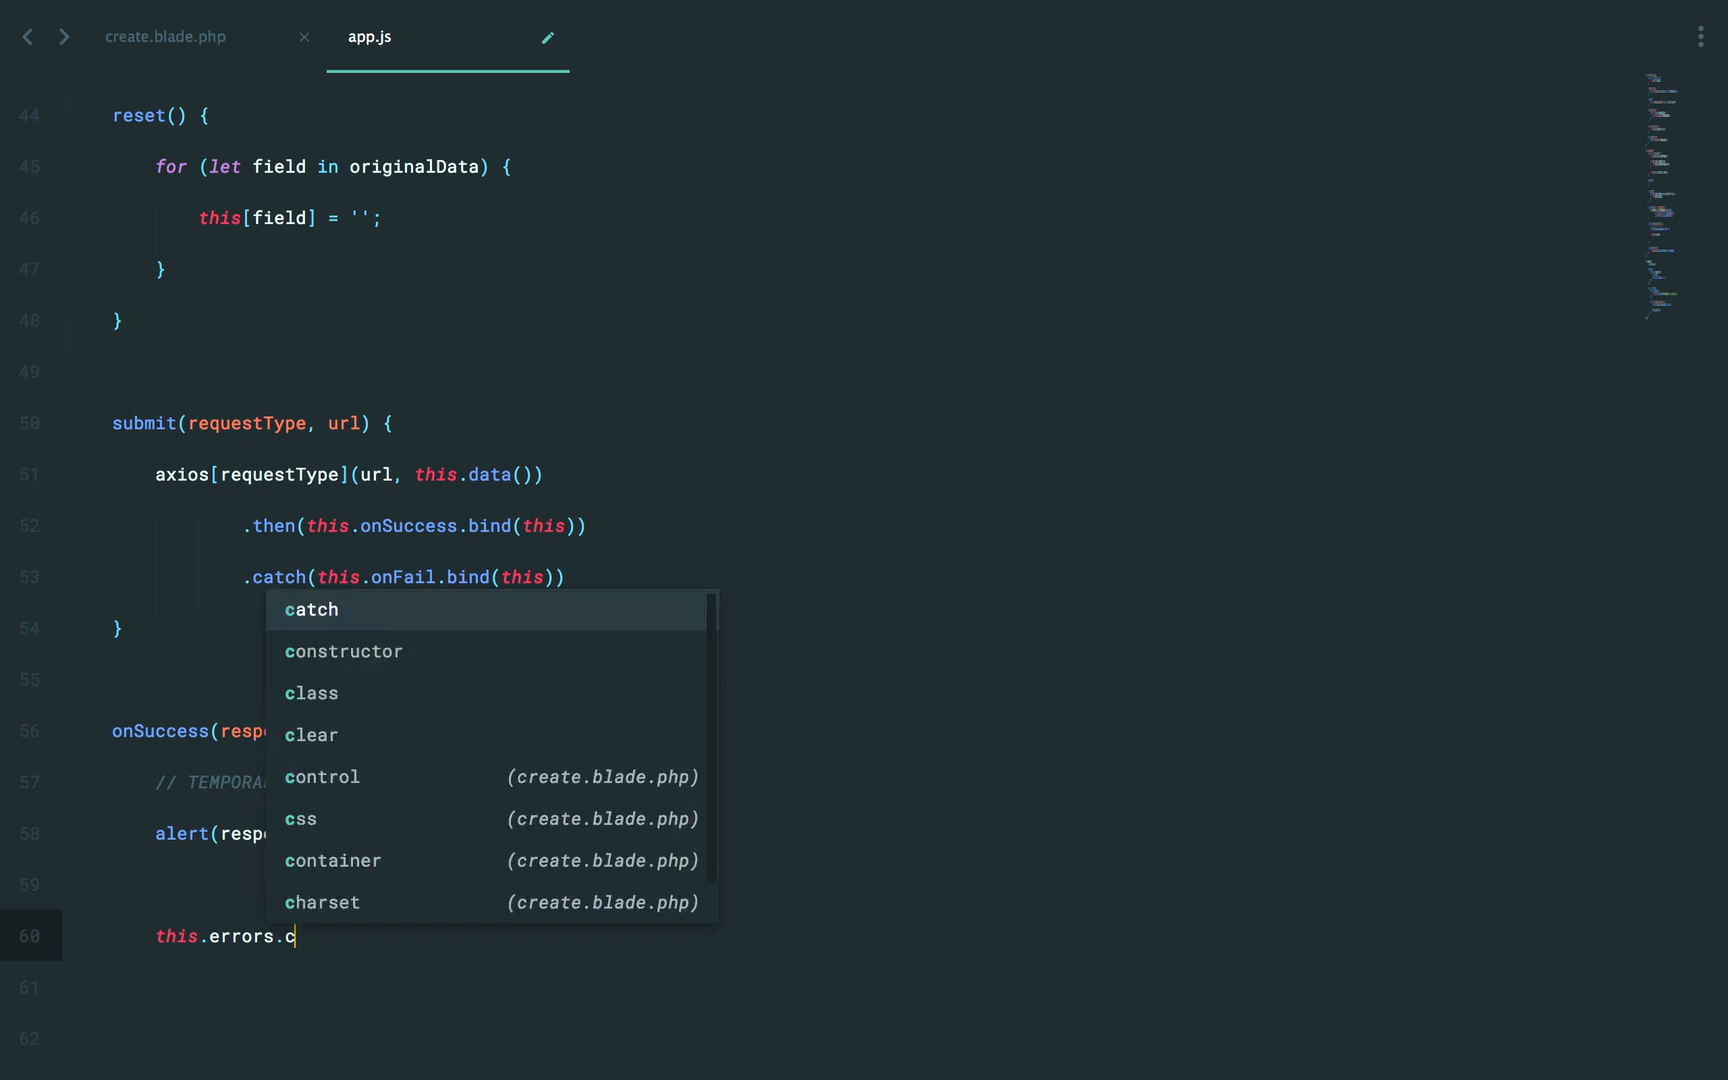 create.blade.php × app.js
44 reset() {
45 for (let field in originalData) {
46 this[field] = '';
47 }
48 }
49
50 submit(requestType, url) {
51 axios[requestType](url, this.data())
52 .then(this.onSuccess.bind(this))
53 .catch(this.onFail.bind(this))
catch
54 }
constructor
55
class
56 onSuccess(respo
clear
57 // TEMPORAR
control (create.blade.php)
css (create.blade.php)
58 alert(respo
container (create.blade.php)
59
charset (create.blade.php)
60 this.errors.c
61
62